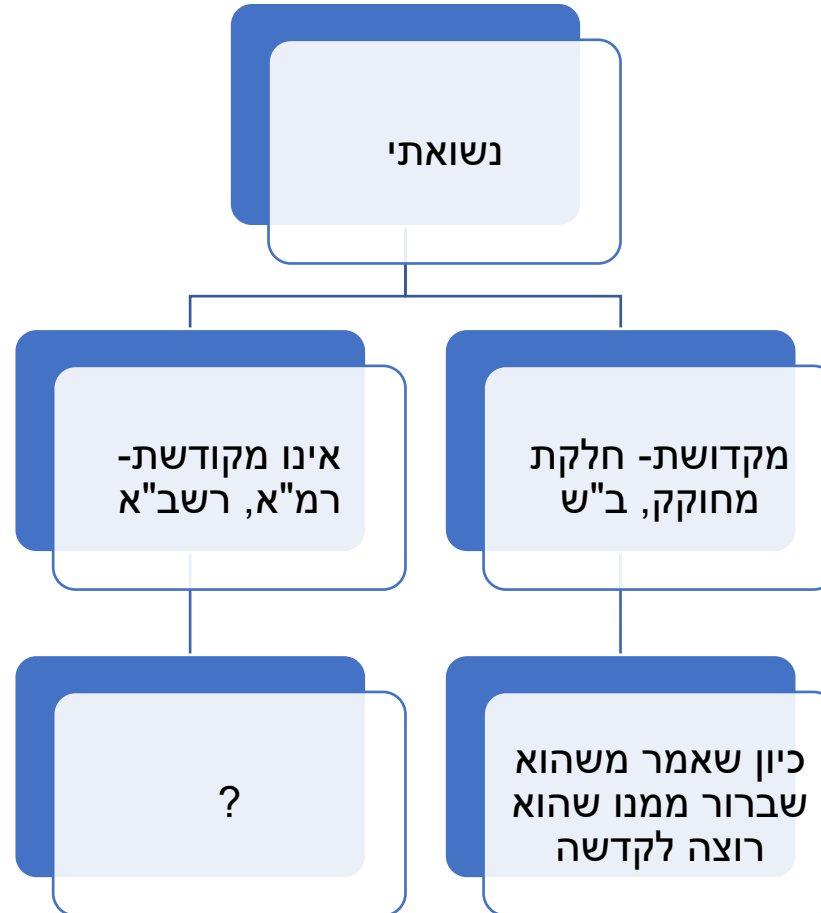 נשואתי
מקדושת- חלקת
מחוקק, ב"ש
אינו מקודשת-
רמ"א, רשב"א
כיון שאמר משהוא
שברור ממנו שהוא
רוצה לקדשה
?